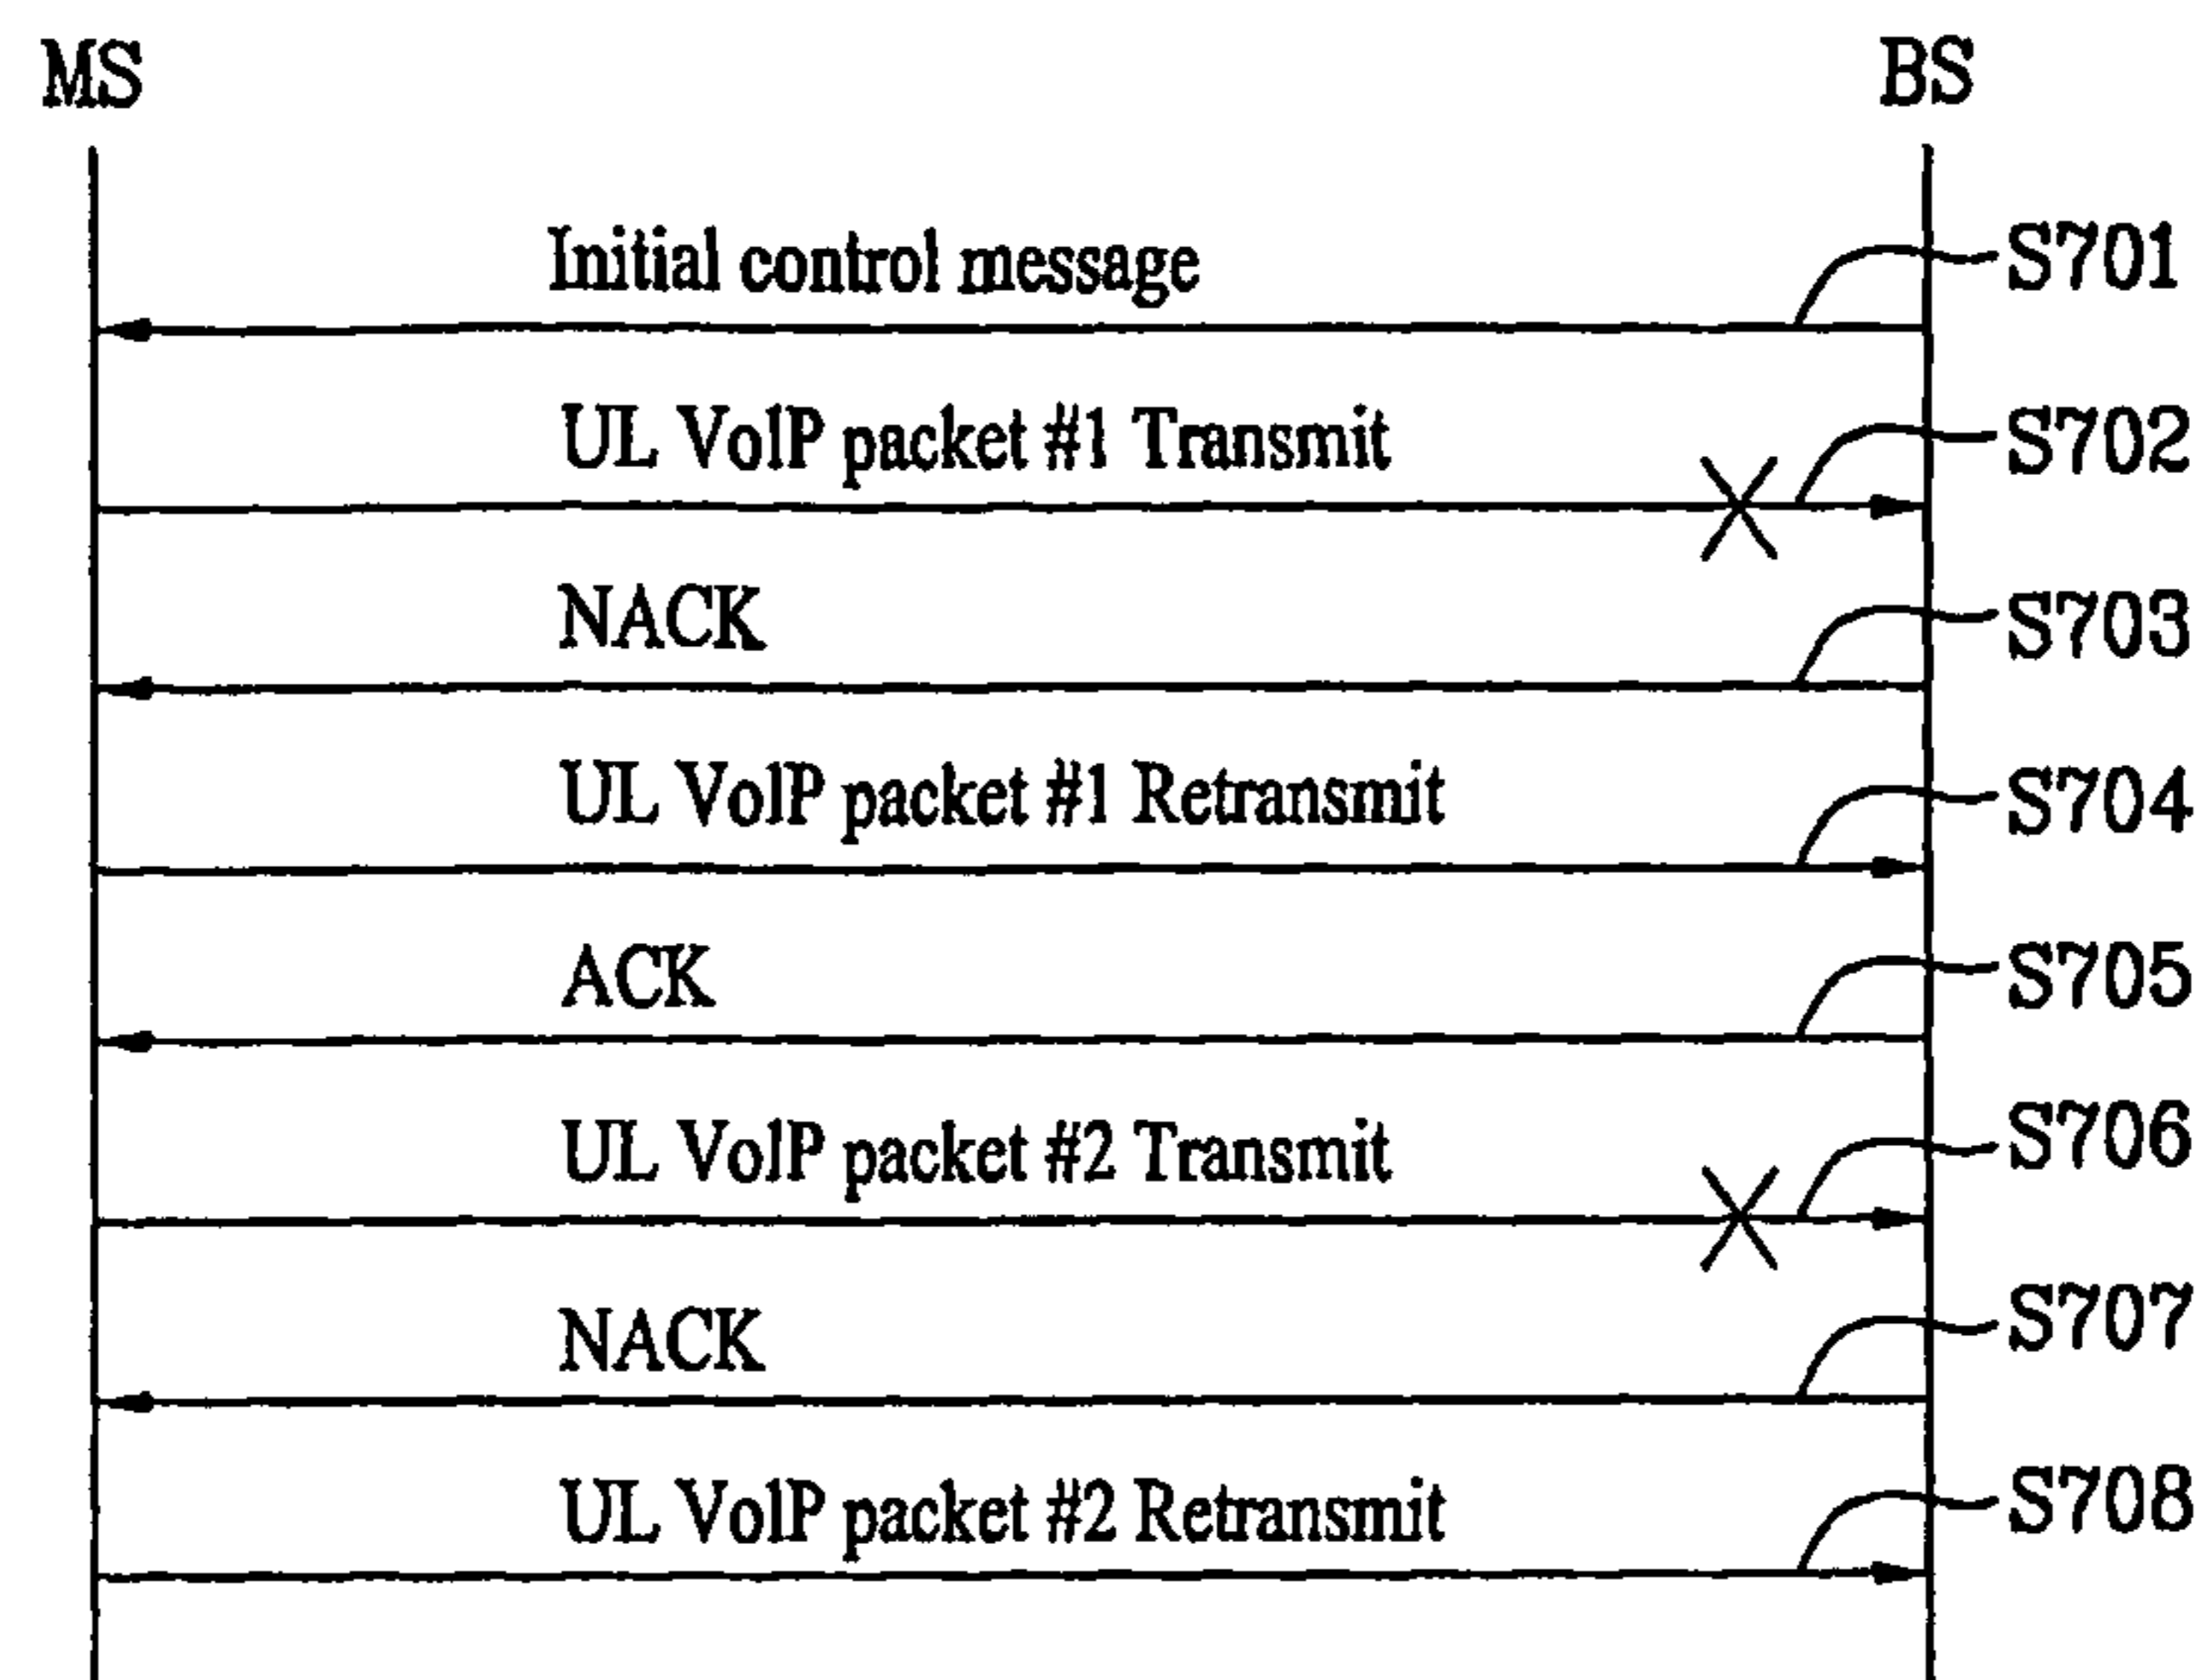 MS BS
Initial control message S701
UL VoIP packet #1 Transmit S702
NACK S703
UL VoIP packet #1 Retransmit S704
ACK S705
UL VoIP packet #2 Transmit S706
NACK S707
UL VoIP packet #2 Retransmit S708